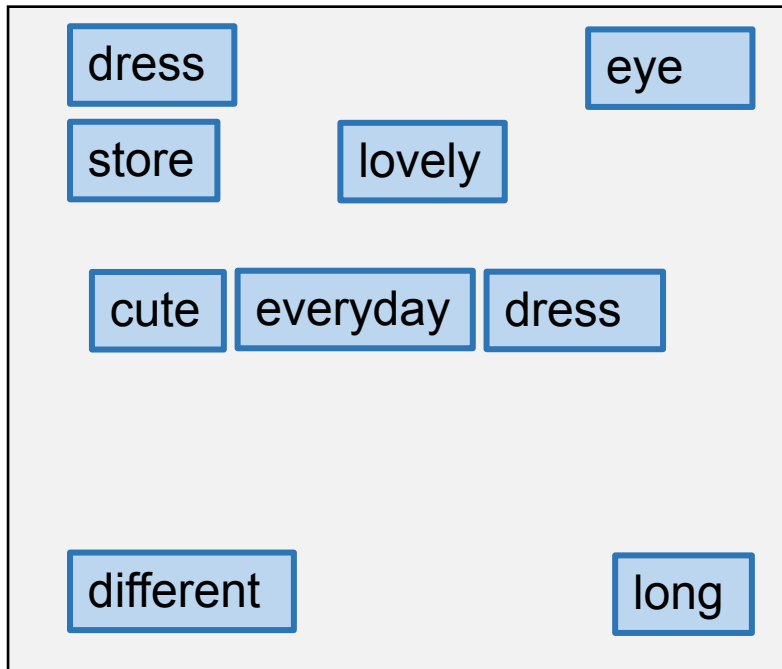 dress eye
store lovely
cute everyday dress
different long